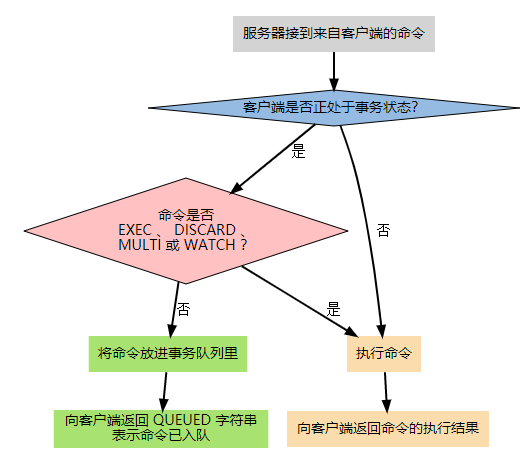 服务器接到来自客户端的命令
客户端是否正处于事务状态？
是
命令是否
EXEC 、 DISCARD 、
MULTI 或 WATCH ？
否
否
是
将命令放进事务队列里
执行命令
向客户端返回 QUEUED 字符串
表示命令已入队
向客户端返回命令的执行结果